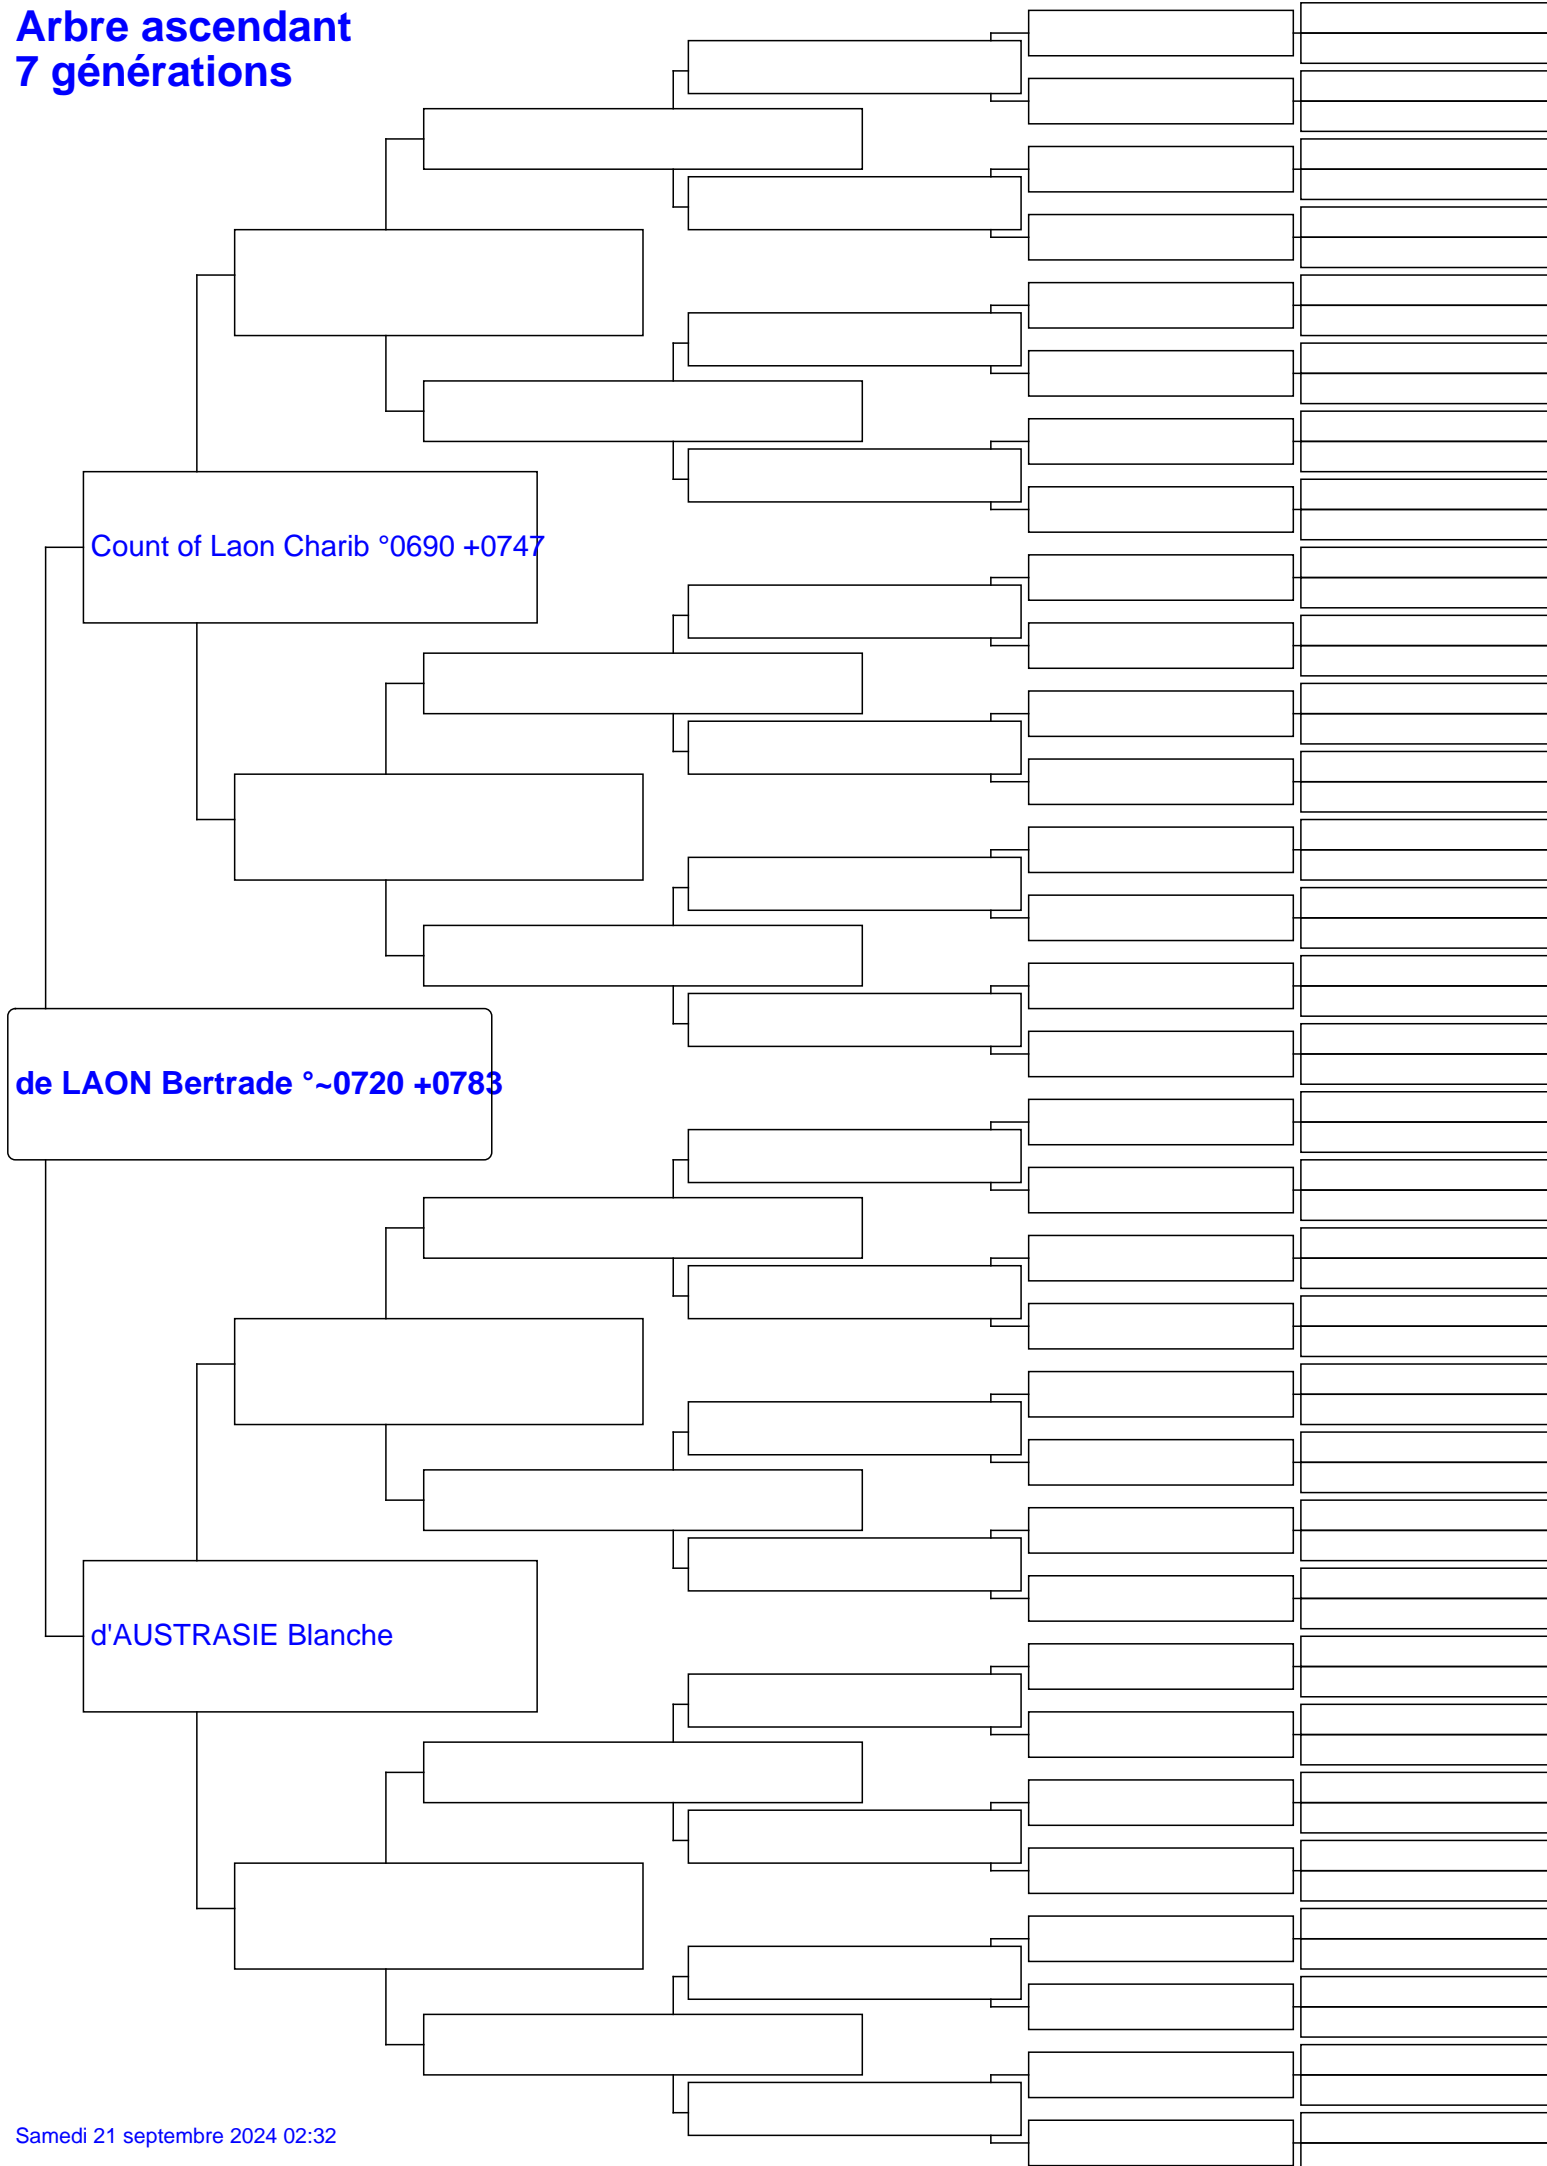 Arbre ascendant
7 générations
Count of Laon Charib °0690 +0747
de LAON Bertrade °~0720 +0783
d'AUSTRASIE Blanche
Samedi 21 septembre 2024 02:32